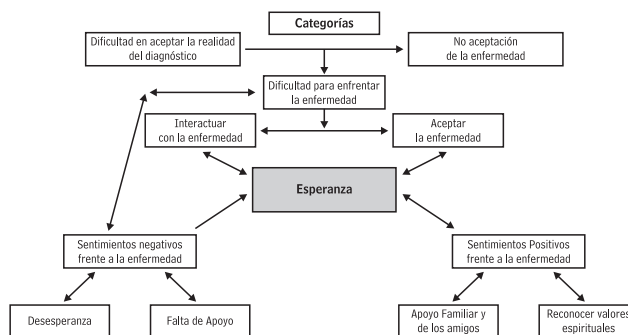 Categorías
Dificultad en aceptar la realidad
del diagnóstico
No aceptación
de la enfermedad
Dificultad para enfrentar
la enfermedad
Interactuar
con la enfermedad
Aceptar
la enfermedad
Esperanza
Sentimientos negativos
frente a la enfermedad
Sentimientos Positivos
frente a la enfermedad
Desesperanza
Falta de Apoyo
Apoyo Familiar y
de los amigos
Reconocer valores
espirituales